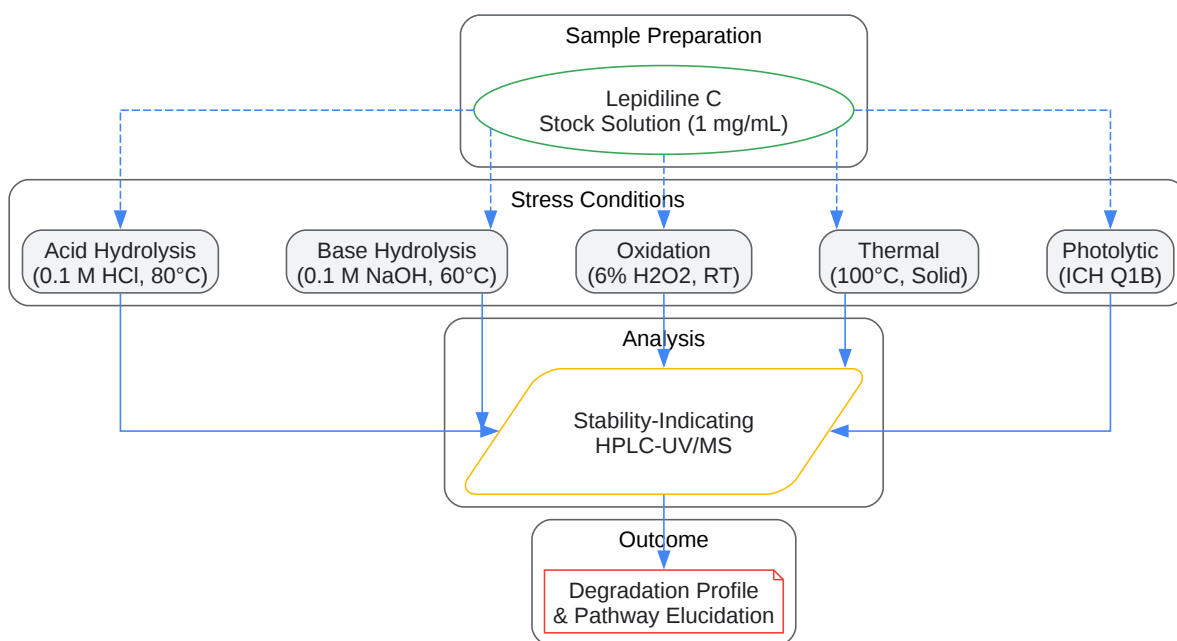 Sample Preparation
Lepidiline C
Stock Solution (1 mg/mL)
Stress Conditions
Acid Hydrolysis
(0.1 M HCl, 80°C)
Base Hydrolysis
(0.1 M NaOH, 60°C)
Oxidation
(6% H2O2, RT)
Thermal
(100°C, Solid)
Photolytic
(ICH Q1B)
Analysis
Stability-Indicating
HPLC-UV/MS
Outcome
Degradation Profile
& Pathway Elucidation